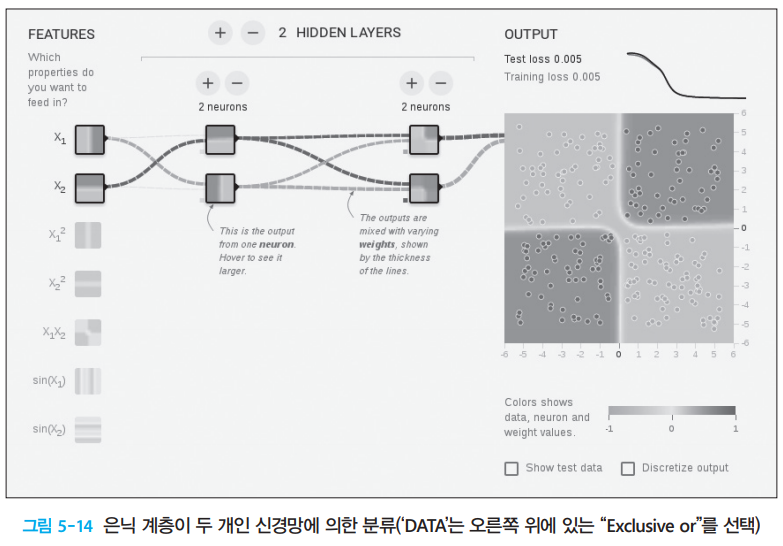 FEATURES
Which
properties do
you want to
feed in?
X1
X2
X1²
X2²
X1X2
sin(X1)
sin(X2)
+ − 2 HIDDEN LAYERS
+ −
2 neurons
+ −
2 neurons
This is the output
from one neuron.
Hover to see it
larger.
The outputs are
mixed with varying
weights, shown
by the thickness
of the lines.
OUTPUT
Test loss 0.005
Training loss 0.005
6
5
4
3
2
1
0
-1
-2
-3
-4
-5
-6
-6 -5 -4 -3 -2 -1 0 1 2 3 4 5 6
Colors shows
data, neuron and
weight values.
-1 0 1
Show test data Discretize output
그림 5-14 은닉 계층이 두 개인 신경망에 의한 분류(‘DATA’는 오른쪽 위에 있는 “Exclusive or”를 선택)